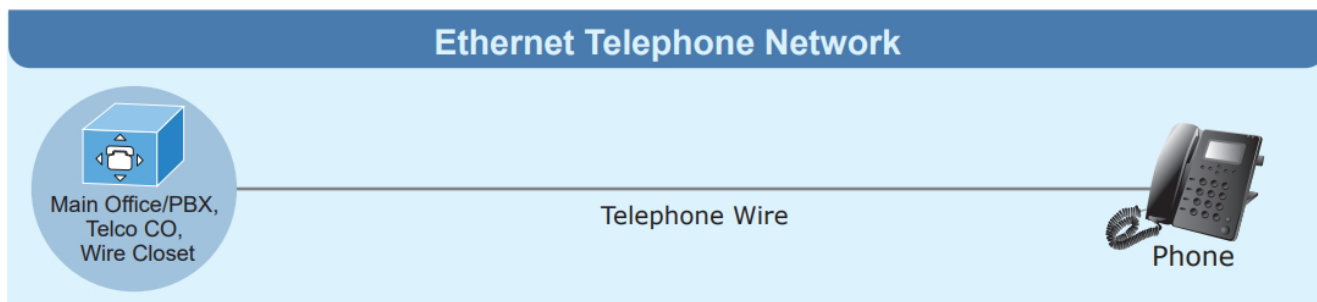 Ethernet Telephone Network
Main Office/PBX,
Telco CO,
Wire Closet
Telephone Wire
Phone